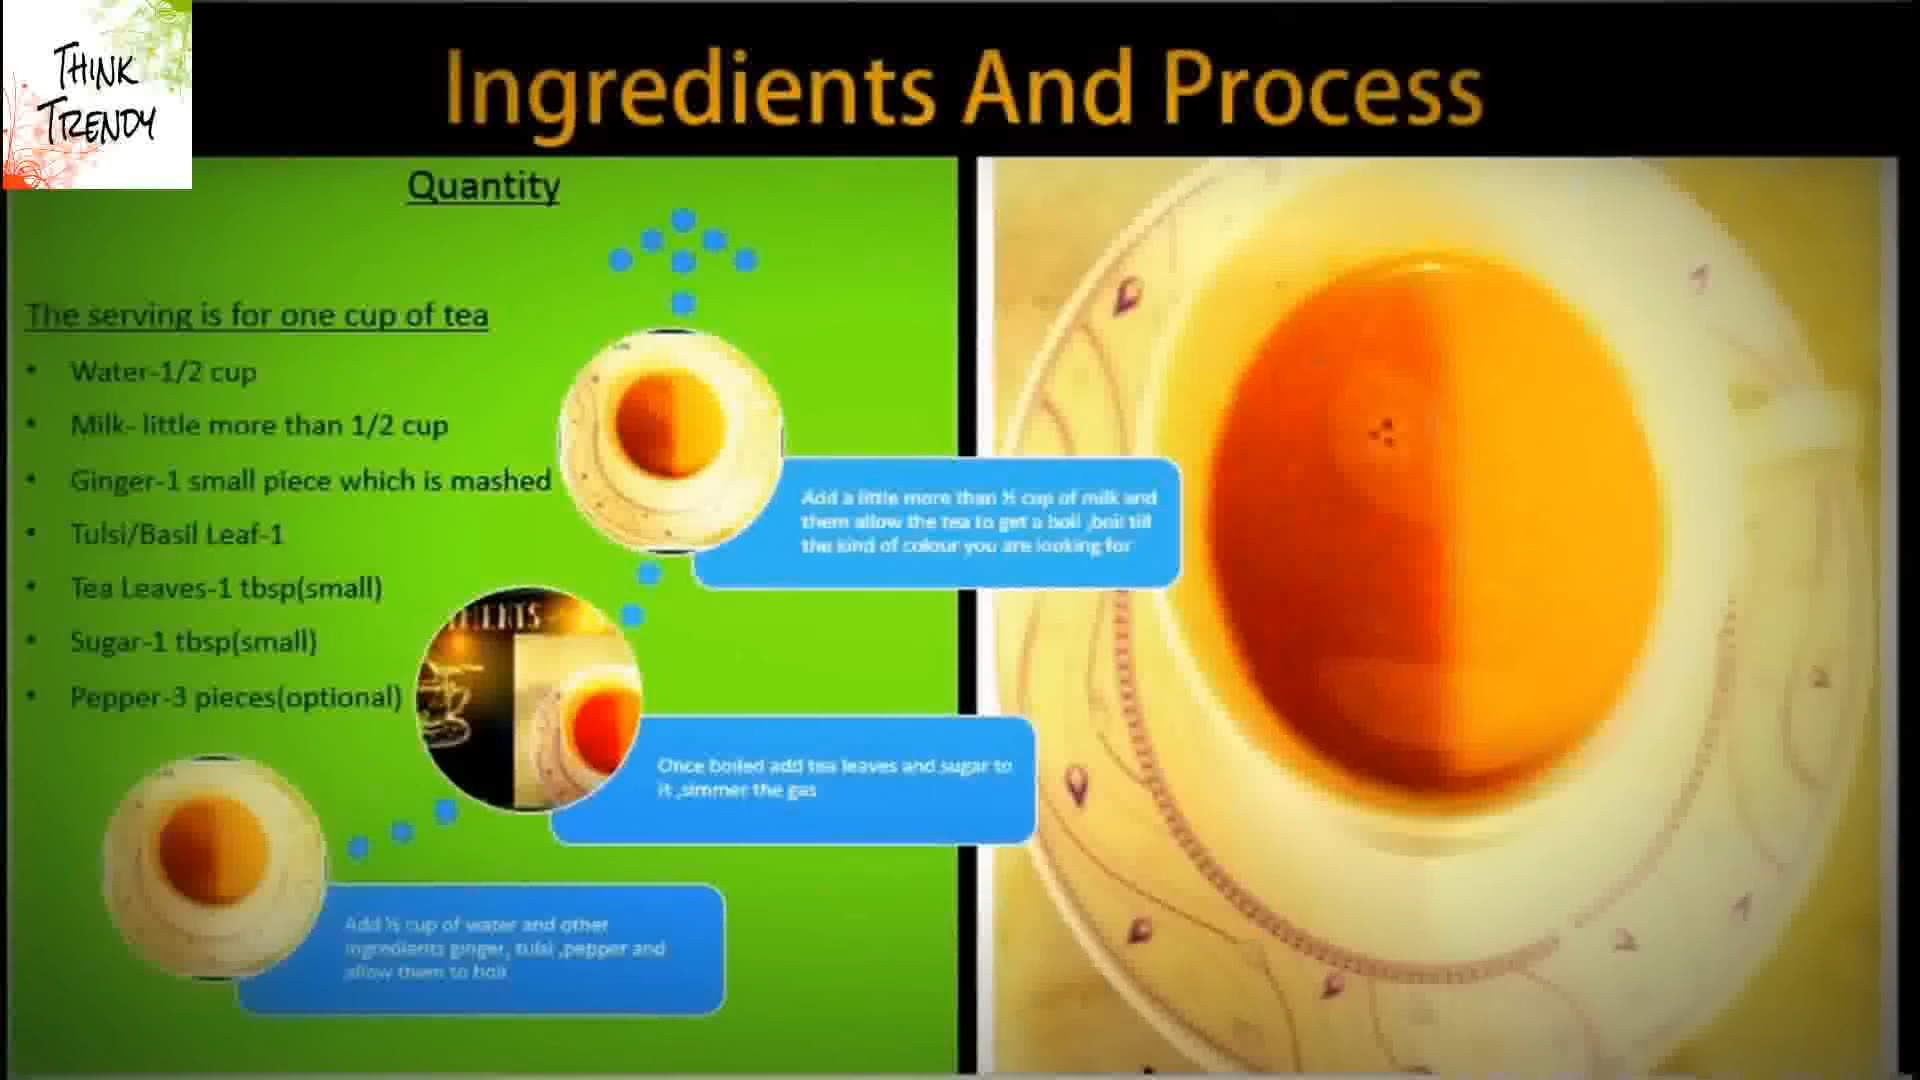 THINK
TRENDY
Ingredients And Process
Quantity
The serving is for one cup of tea
• Water-1/2 cup
• Milk- little more than 1/2 cup
• Ginger-1 small piece which is mashed
• Tulsi/Basil Leaf-1
• Tea Leaves-1 tbsp(small)
• Sugar-1 tbsp(small)
• Pepper-3 pieces(optional)
Add a little more than ½ cup of milk and
them allow the tea to get a boil ,boil till
the kind of colour you are looking for
Once boiled add tea leaves and sugar to
it ,simmer the gas
Add ½ cup of water and other
ingredients ginger, tulsi ,pepper and
allow them to boil